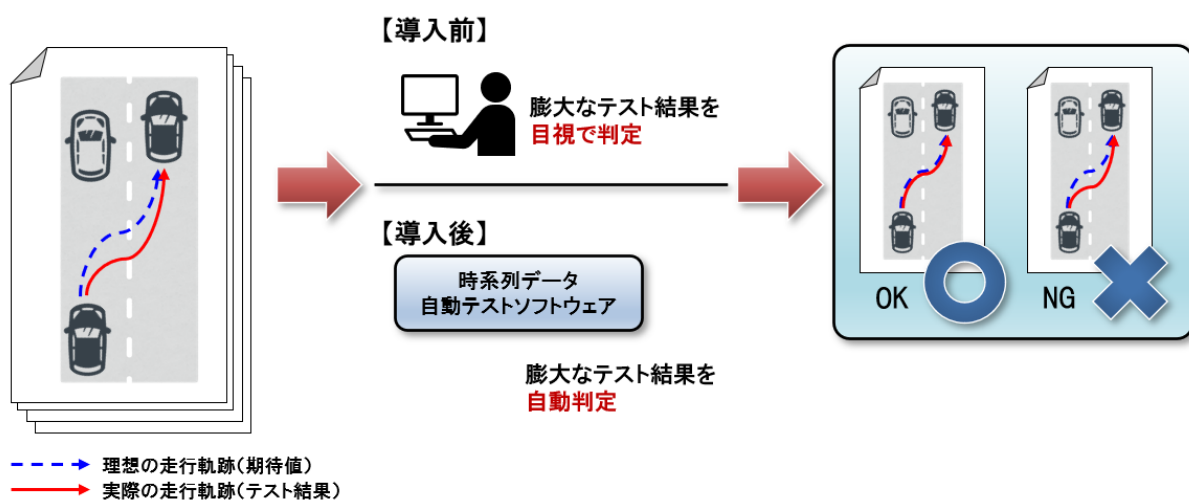 【導入前】
膨大なテスト結果を
目視で判定
【導入後】
時系列データ
自動テストソフトウェア
膨大なテスト結果を
自動判定
OK
NG
理想の走行軌跡(期待値)
実際の走行軌跡(テスト結果)